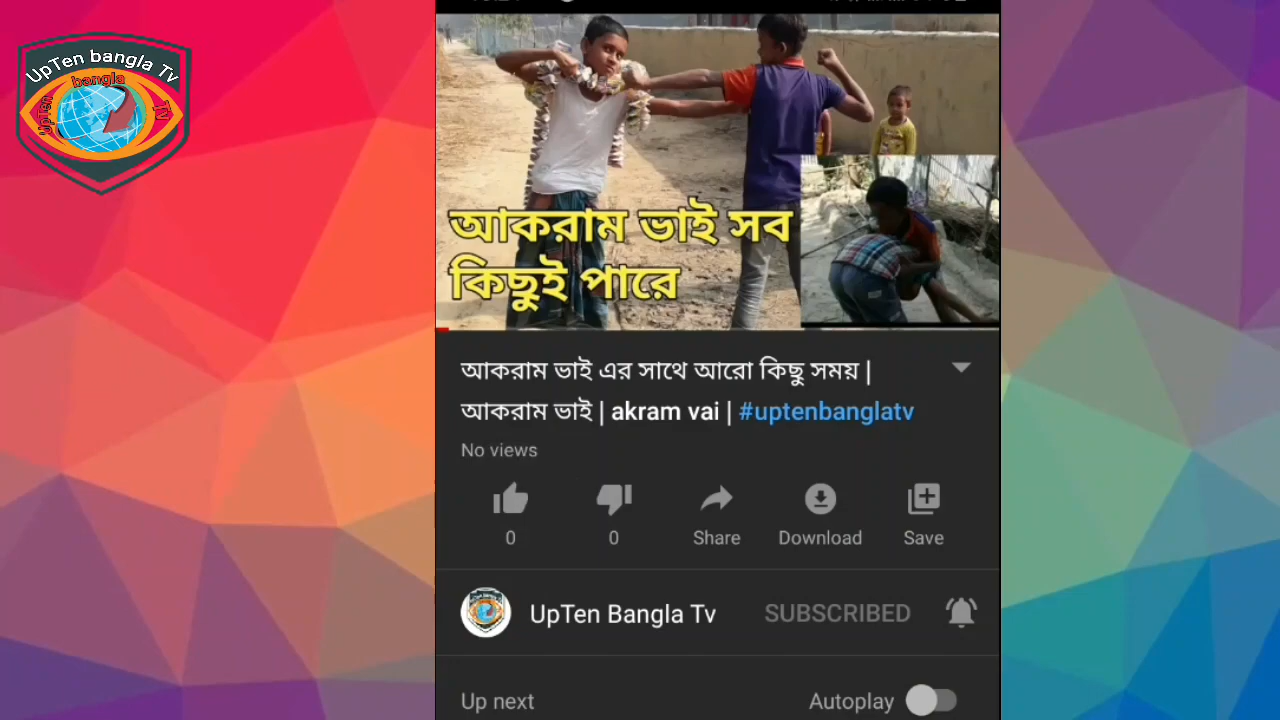 UpTen bangla Tv
bangla
UpTen
TV
আকরাম ভাই সব
কিছুই পারে
আকরাম ভাই এর সাথে আরো কিছু সময় |
আকরাম ভাই | akram vai | #uptenbanglatv
No views
0
0
Share
Download
Save
UpTen Bangla Tv
SUBSCRIBED
Up next
Autoplay